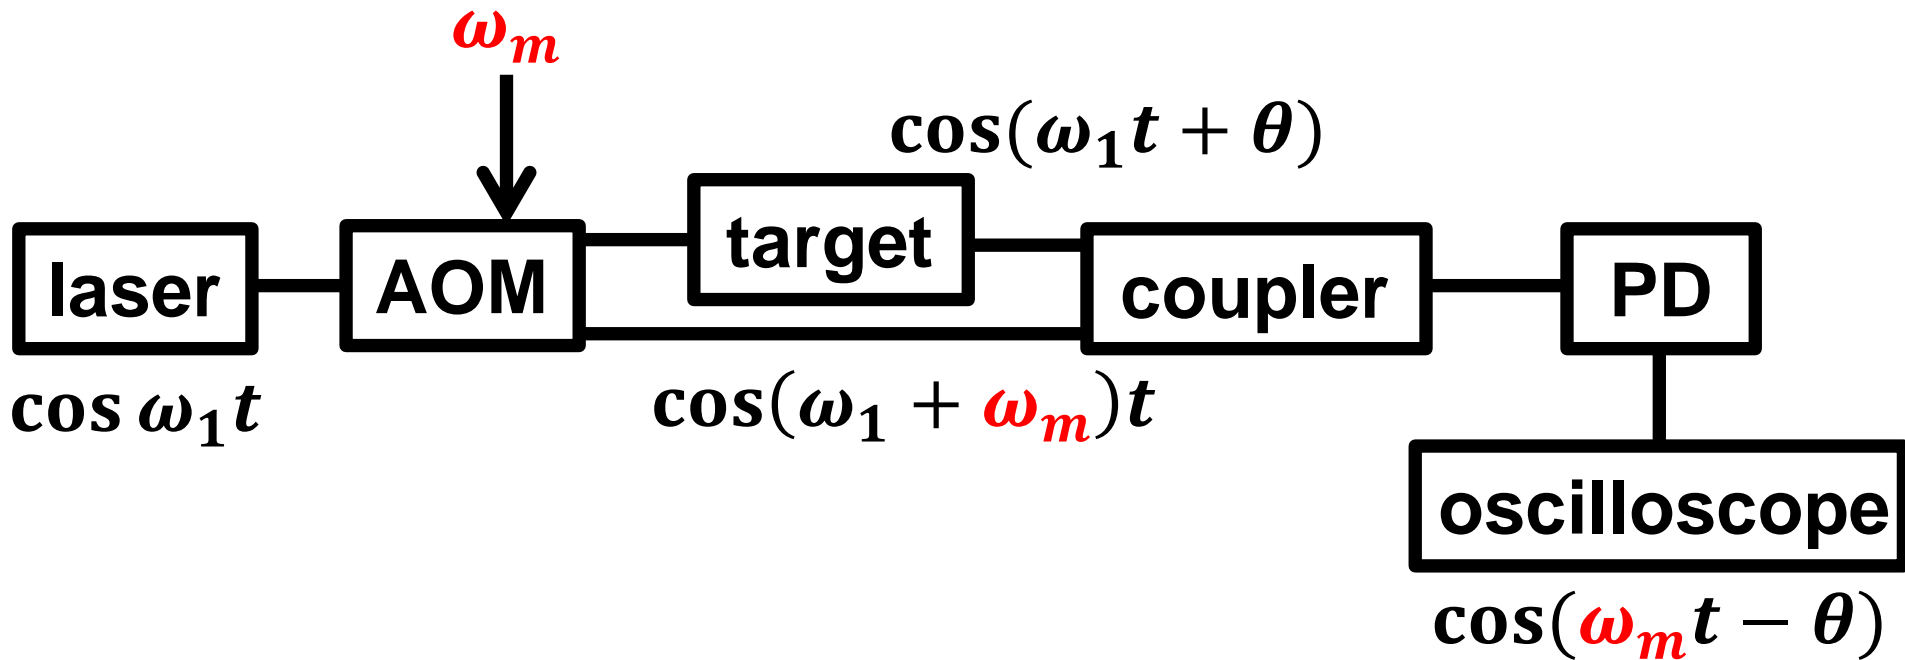 ωₘ
cos(ω₁t + θ)
laser
AOM
target
coupler
PD
cos ω₁t
cos(ω₁ + ωₘ)t
oscilloscope
cos(ωₘt − θ)